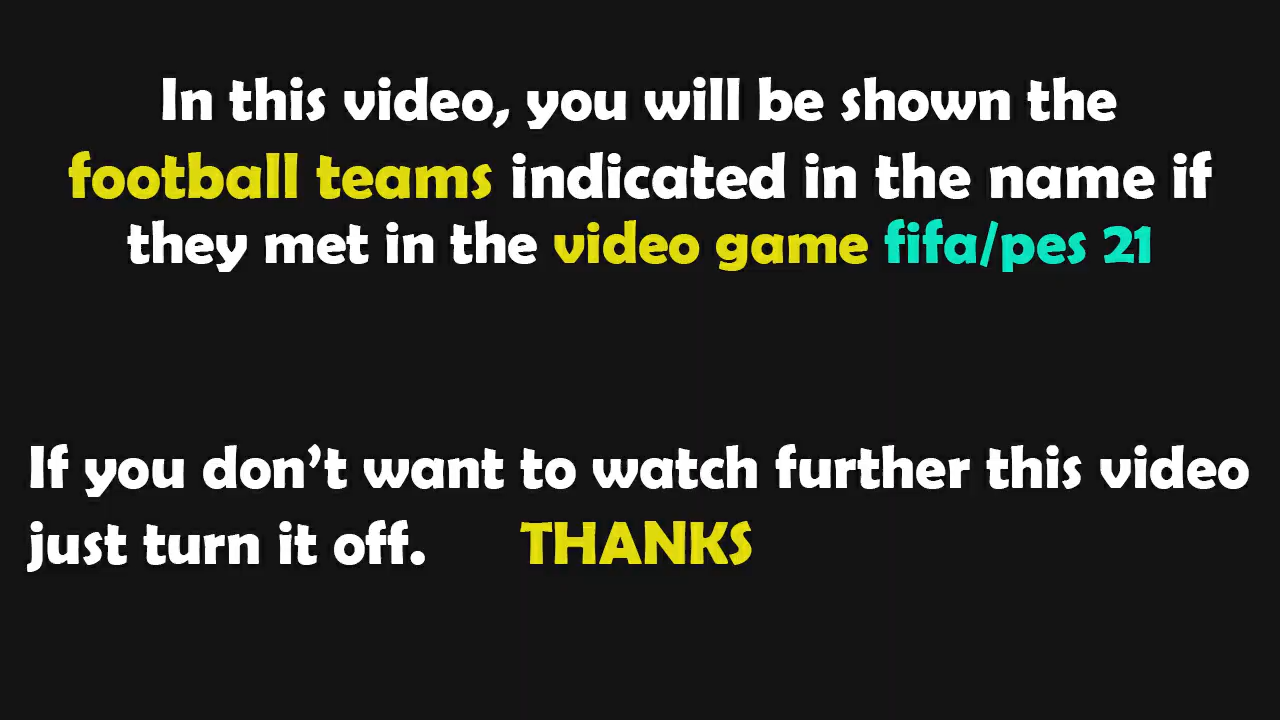 In this video, you will be shown the
football teams indicated in the name if
they met in the video game fifa/pes 21
If you don't want to watch further this video
just turn it off. THANKS